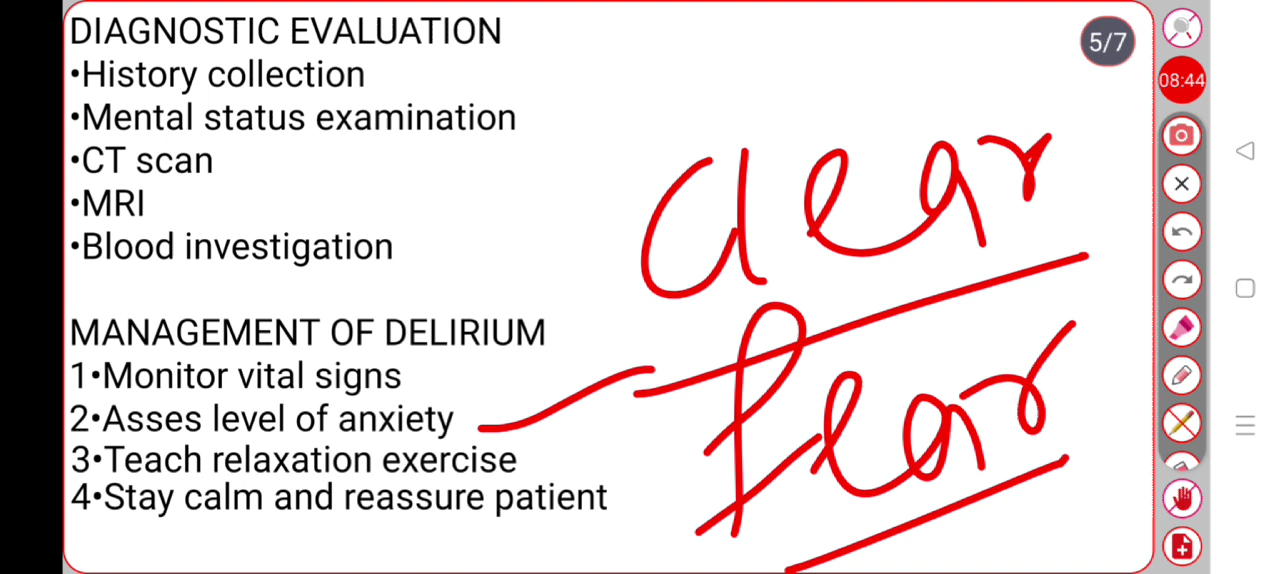 DIAGNOSTIC EVALUATION
•History collection
•Mental status examination
•CT scan
•MRI
•Blood investigation
MANAGEMENT OF DELIRIUM
1•Monitor vital signs
2•Asses level of anxiety
3•Teach relaxation exercise
4•Stay calm and reassure patient
dear
fear
5/7
08:44